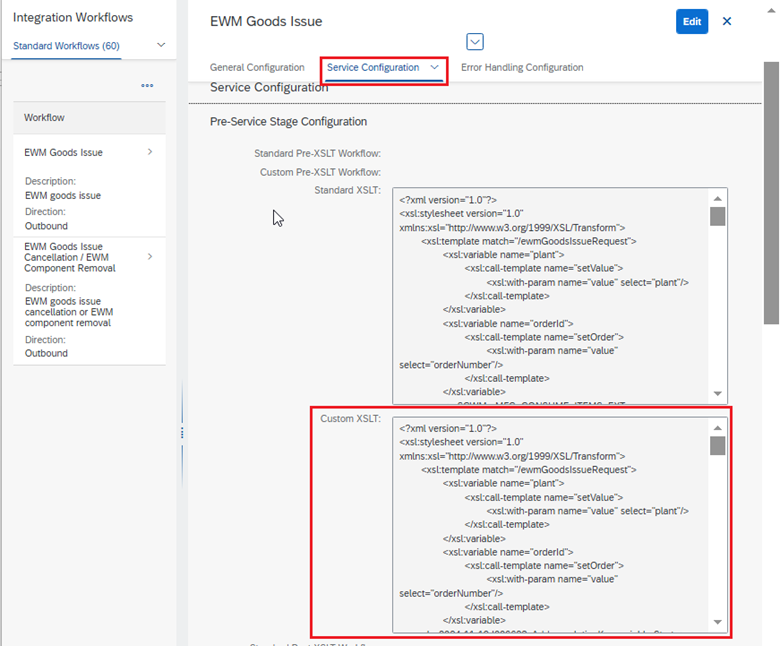 Integration Workflows
Standard Workflows (60)
Workflow
EWM Goods Issue
Description:
EWM goods issue
Direction:
Outbound
EWM Goods Issue
Cancellation / EWM
Component Removal
Description:
EWM goods issue
cancellation or EWM
component removal
Direction:
Outbound
EWM Goods Issue
Edit
General Configuration
Service Configuration
Error Handling Configuration
Service Configuration
Pre-Service Stage Configuration
Standard Pre-XSLT Workflow:
Custom Pre-XSLT Workflow:
Standard XSLT:
<?xml version="1.0"?>
<xsl:stylesheet version="1.0"
xmlns:xsl="http://www.w3.org/1999/XSL/Transform">
<xsl:template match="/ewmGoodsIssueRequest">
<xsl:variable name="plant">
<xsl:call-template name="setValue">
<xsl:with-param name="value" select="plant"/>
</xsl:call-template>
</xsl:variable>
<xsl:variable name="orderId">
<xsl:call-template name="setOrder">
<xsl:with-param name="value"
select="orderNumber"/>
</xsl:call-template>
</xsl:variable>
Custom XSLT:
<?xml version="1.0"?>
<xsl:stylesheet version="1.0"
xmlns:xsl="http://www.w3.org/1999/XSL/Transform">
<xsl:template match="/ewmGoodsIssueRequest">
<xsl:variable name="plant">
<xsl:call-template name="setValue">
<xsl:with-param name="value" select="plant"/>
</xsl:call-template>
</xsl:variable>
<xsl:variable name="orderId">
<xsl:call-template name="setOrder">
<xsl:with-param name="value"
select="orderNumber"/>
</xsl:call-template>
</xsl:variable>